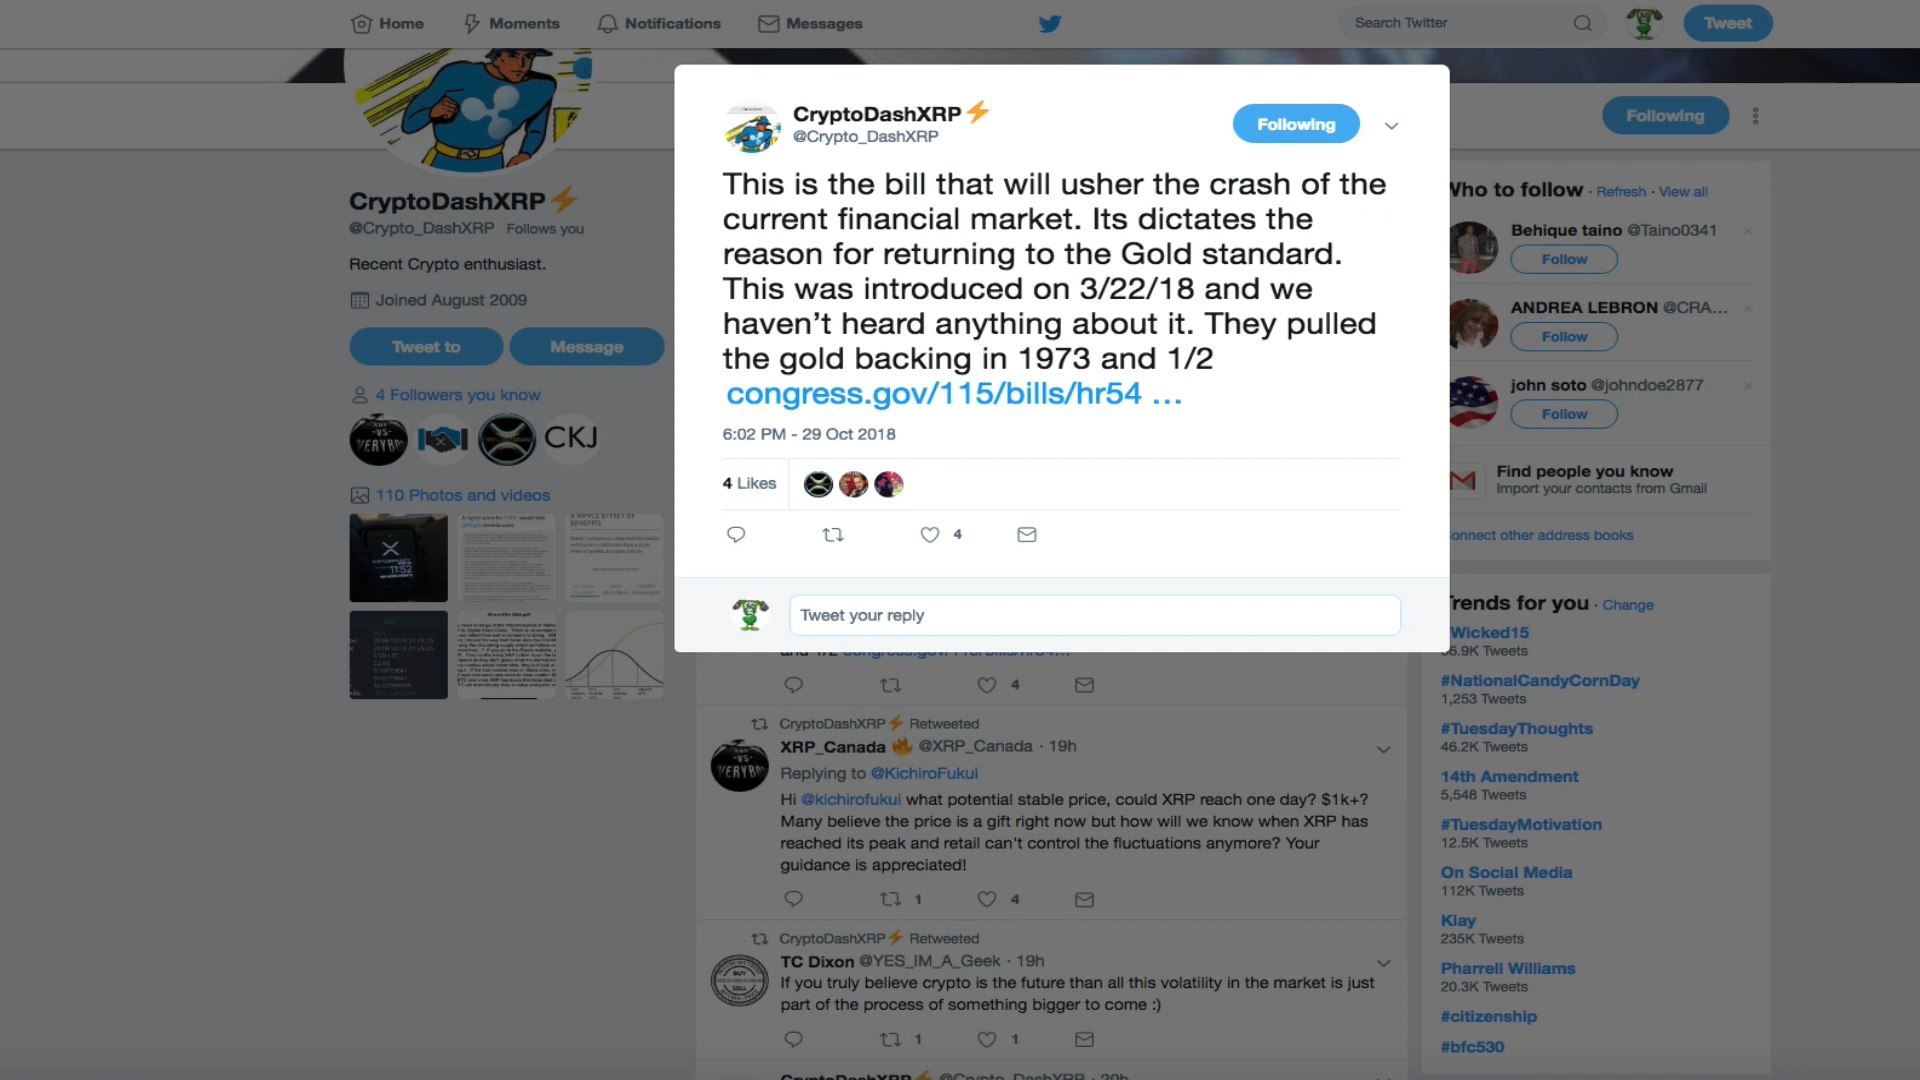 Home
Moments
Notifications
Messages
Search Twitter
Tweet
CryptoDashXRP⚡
@Crypto_DashXRP Follows you
Recent Crypto enthusiast.
Joined August 2009
Tweet to
Message
4 Followers you know
CKJ
110 Photos and videos
CryptoDashXRP⚡
@Crypto_DashXRP
Following
This is the bill that will usher the crash of the
current financial market. Its dictates the
reason for returning to the Gold standard.
This was introduced on 3/22/18 and we
haven’t heard anything about it. They pulled
the gold backing in 1973 and 1/2
congress.gov/115/bills/hr54 …
6:02 PM - 29 Oct 2018
4 Likes
4
Tweet your reply
4
CryptoDashXRP⚡ Retweeted
XRP_Canada 🔥 @XRP_Canada · 19h
Replying to @KichiroFukui
Hi @kichirofukui what potential stable price, could XRP reach one day? $1k+?
Many believe the price is a gift right now but how will we know when XRP has
reached its peak and retail can't control the fluctuations anymore? Your
guidance is appreciated!
1
4
CryptoDashXRP⚡ Retweeted
TC Dixon @YES_IM_A_Geek · 19h
If you truly believe crypto is the future than all this volatility in the market is just
part of the process of something bigger to come :)
1
1
CryptoDashXRP⚡ @Crypto_DashXRP · 20h
Following
Who to follow · Refresh · View all
Behique taino @Taino0341
Follow
ANDREA LEBRON @CRA...
Follow
john soto @johndoe2877
Follow
Find people you know
Import your contacts from Gmail
onnect other address books
Trends for you · Change
Wicked15
6.9K Tweets
#NationalCandyCornDay
1,253 Tweets
#TuesdayThoughts
46.2K Tweets
14th Amendment
5,548 Tweets
#TuesdayMotivation
12.5K Tweets
On Social Media
112K Tweets
Klay
235K Tweets
Pharrell Williams
20.3K Tweets
#citizenship
#bfc530